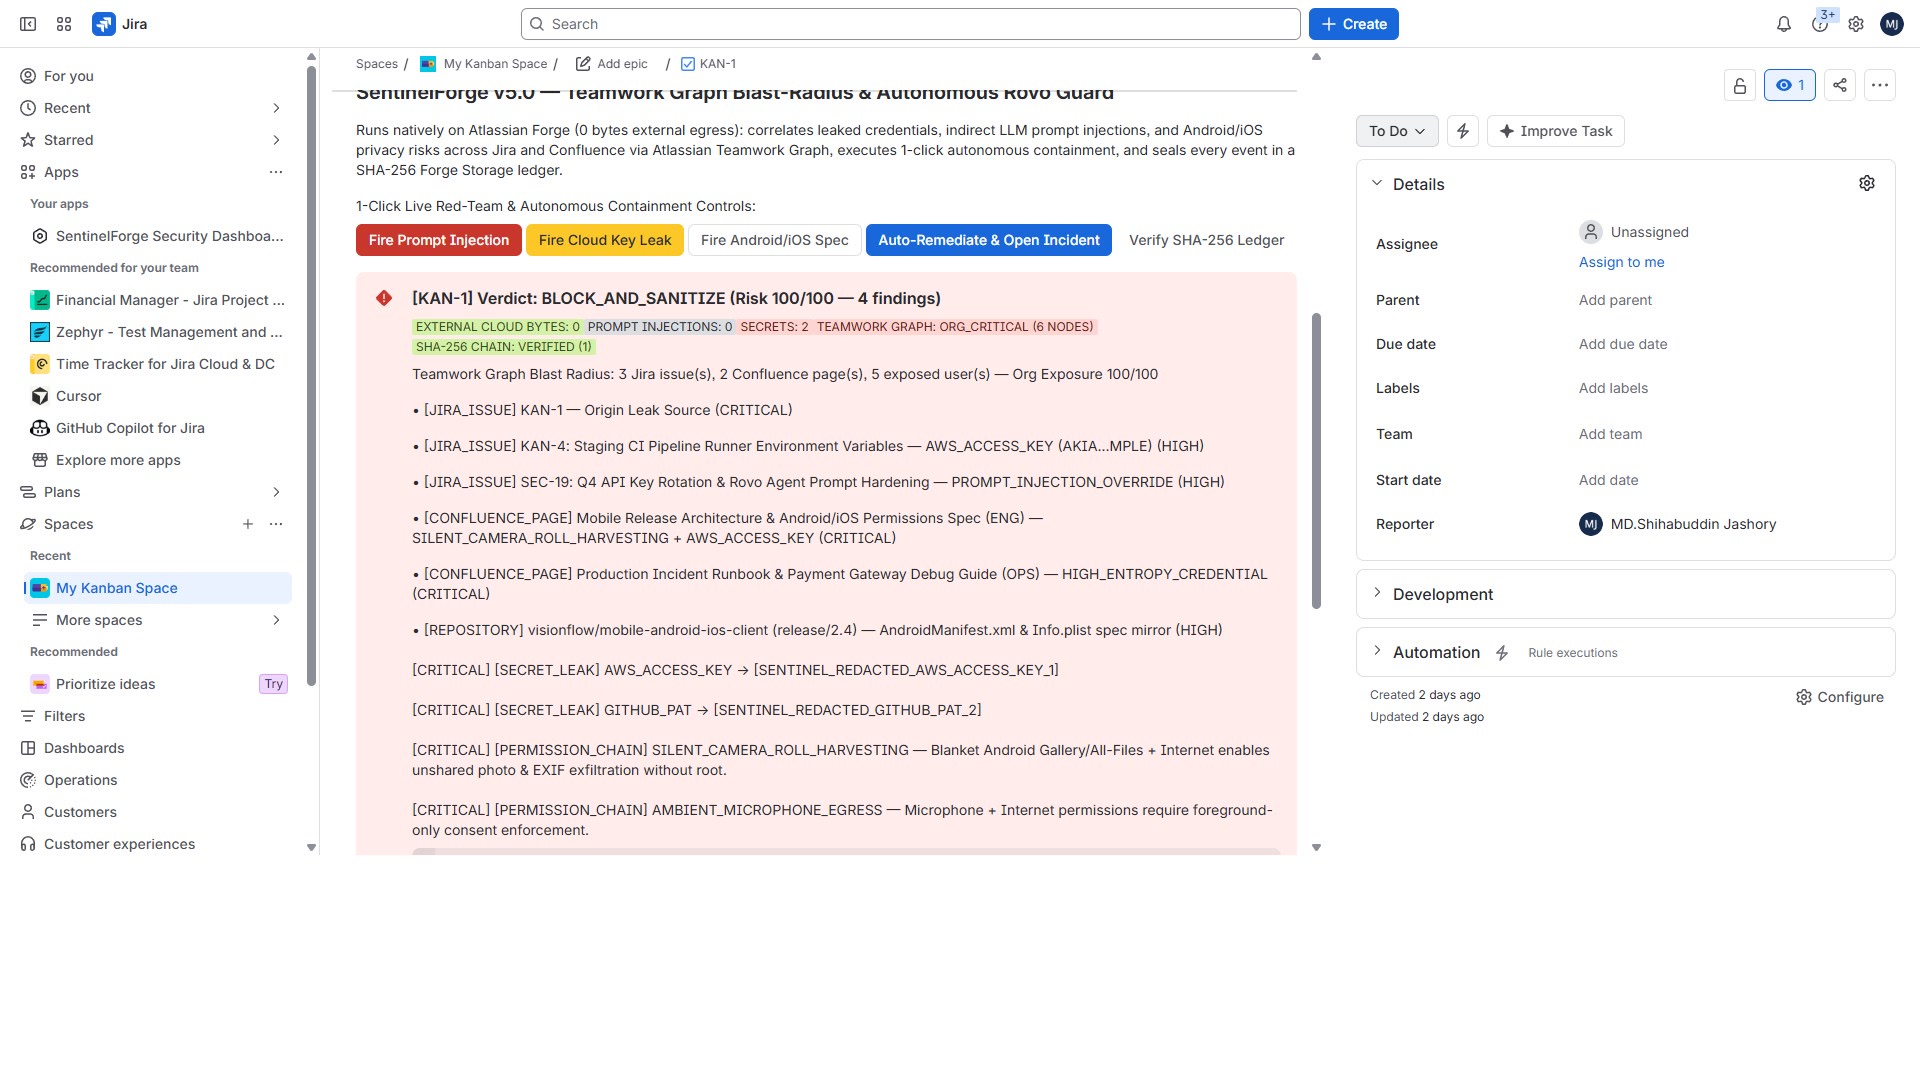 Jira
Search
Create
3+
MJ
For you
Recent
Starred
Apps
Your apps
SentinelForge Security Dashboa...
Recommended for your team
Financial Manager - Jira Project ...
Zephyr - Test Management and ...
Time Tracker for Jira Cloud & DC
Cursor
GitHub Copilot for Jira
Explore more apps
Plans
Spaces
Recent
My Kanban Space
More spaces
Recommended
Prioritize ideas Try
Filters
Dashboards
Operations
Customers
Customer experiences
Spaces / My Kanban Space / Add epic / KAN-1
SentinelForge v5.0 — Teamwork Graph Blast-Radius & Autonomous Rovo Guard
Runs natively on Atlassian Forge (0 bytes external egress): correlates leaked credentials, indirect LLM prompt injections, and Android/iOS
privacy risks across Jira and Confluence via Atlassian Teamwork Graph, executes 1-click autonomous containment, and seals every event in a
SHA-256 Forge Storage ledger.
1-Click Live Red-Team & Autonomous Containment Controls:
Fire Prompt Injection Fire Cloud Key Leak Fire Android/iOS Spec Auto-Remediate & Open Incident Verify SHA-256 Ledger
[KAN-1] Verdict: BLOCK_AND_SANITIZE (Risk 100/100 — 4 findings)
EXTERNAL CLOUD BYTES: 0 PROMPT INJECTIONS: 0 SECRETS: 2 TEAMWORK GRAPH: ORG_CRITICAL (6 NODES)
SHA-256 CHAIN: VERIFIED (1)
Teamwork Graph Blast Radius: 3 Jira issue(s), 2 Confluence page(s), 5 exposed user(s) — Org Exposure 100/100
• [JIRA_ISSUE] KAN-1 — Origin Leak Source (CRITICAL)
• [JIRA_ISSUE] KAN-4: Staging CI Pipeline Runner Environment Variables — AWS_ACCESS_KEY (AKIA...MPLE) (HIGH)
• [JIRA_ISSUE] SEC-19: Q4 API Key Rotation & Rovo Agent Prompt Hardening — PROMPT_INJECTION_OVERRIDE (HIGH)
• [CONFLUENCE_PAGE] Mobile Release Architecture & Android/iOS Permissions Spec (ENG) —
SILENT_CAMERA_ROLL_HARVESTING + AWS_ACCESS_KEY (CRITICAL)
• [CONFLUENCE_PAGE] Production Incident Runbook & Payment Gateway Debug Guide (OPS) — HIGH_ENTROPY_CREDENTIAL
(CRITICAL)
• [REPOSITORY] visionflow/mobile-android-ios-client (release/2.4) — AndroidManifest.xml & Info.plist spec mirror (HIGH)
[CRITICAL] [SECRET_LEAK] AWS_ACCESS_KEY → [SENTINEL_REDACTED_AWS_ACCESS_KEY_1]
[CRITICAL] [SECRET_LEAK] GITHUB_PAT → [SENTINEL_REDACTED_GITHUB_PAT_2]
[CRITICAL] [PERMISSION_CHAIN] SILENT_CAMERA_ROLL_HARVESTING — Blanket Android Gallery/All-Files + Internet enables
unshared photo & EXIF exfiltration without root.
[CRITICAL] [PERMISSION_CHAIN] AMBIENT_MICROPHONE_EGRESS — Microphone + Internet permissions require foreground-
only consent enforcement.
1
To Do Improve Task
Details
Assignee Unassigned
Assign to me
Parent Add parent
Due date Add due date
Labels Add labels
Team Add team
Start date Add date
Reporter MJ MD.Shihabuddin Jashory
Development
Automation Rule executions
Created 2 days ago
Updated 2 days ago
Configure